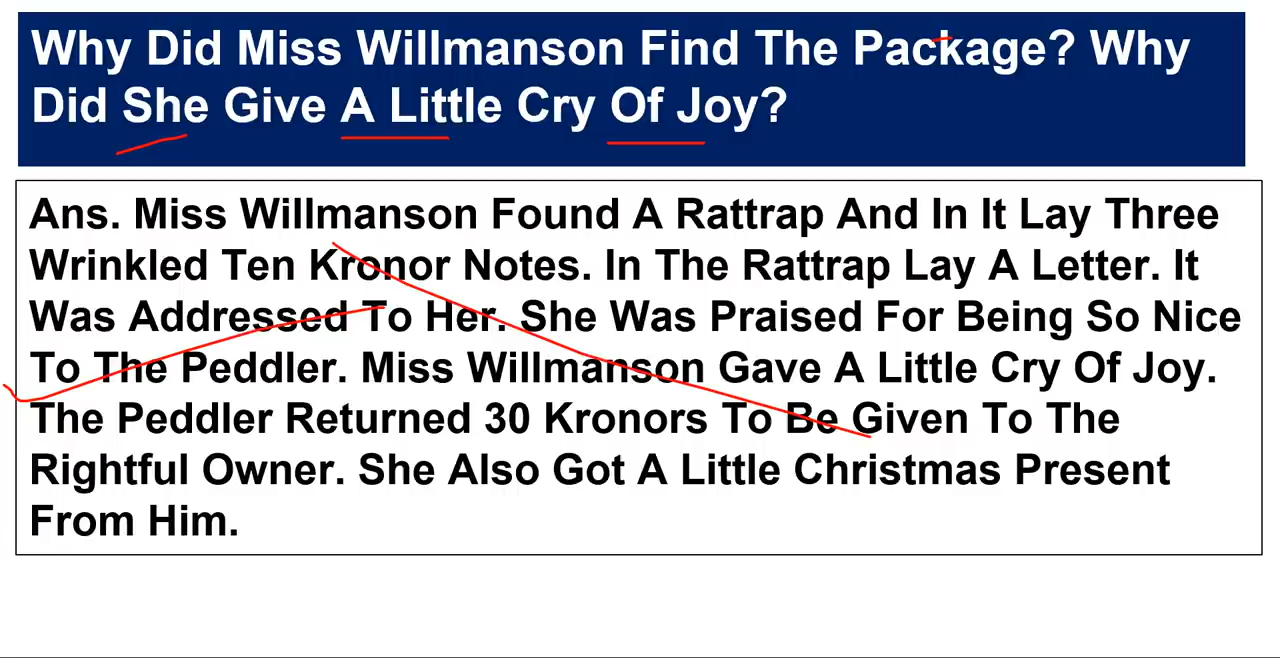 Why Did Miss Willmanson Find The Package? Why
Did She Give A Little Cry Of Joy?
Ans. Miss Willmanson Found A Rattrap And In It Lay Three
Wrinkled Ten Kronor Notes. In The Rattrap Lay A Letter. It
Was Addressed To Her. She Was Praised For Being So Nice
To The Peddler. Miss Willmanson Gave A Little Cry Of Joy.
The Peddler Returned 30 Kronors To Be Given To The
Rightful Owner. She Also Got A Little Christmas Present
From Him.